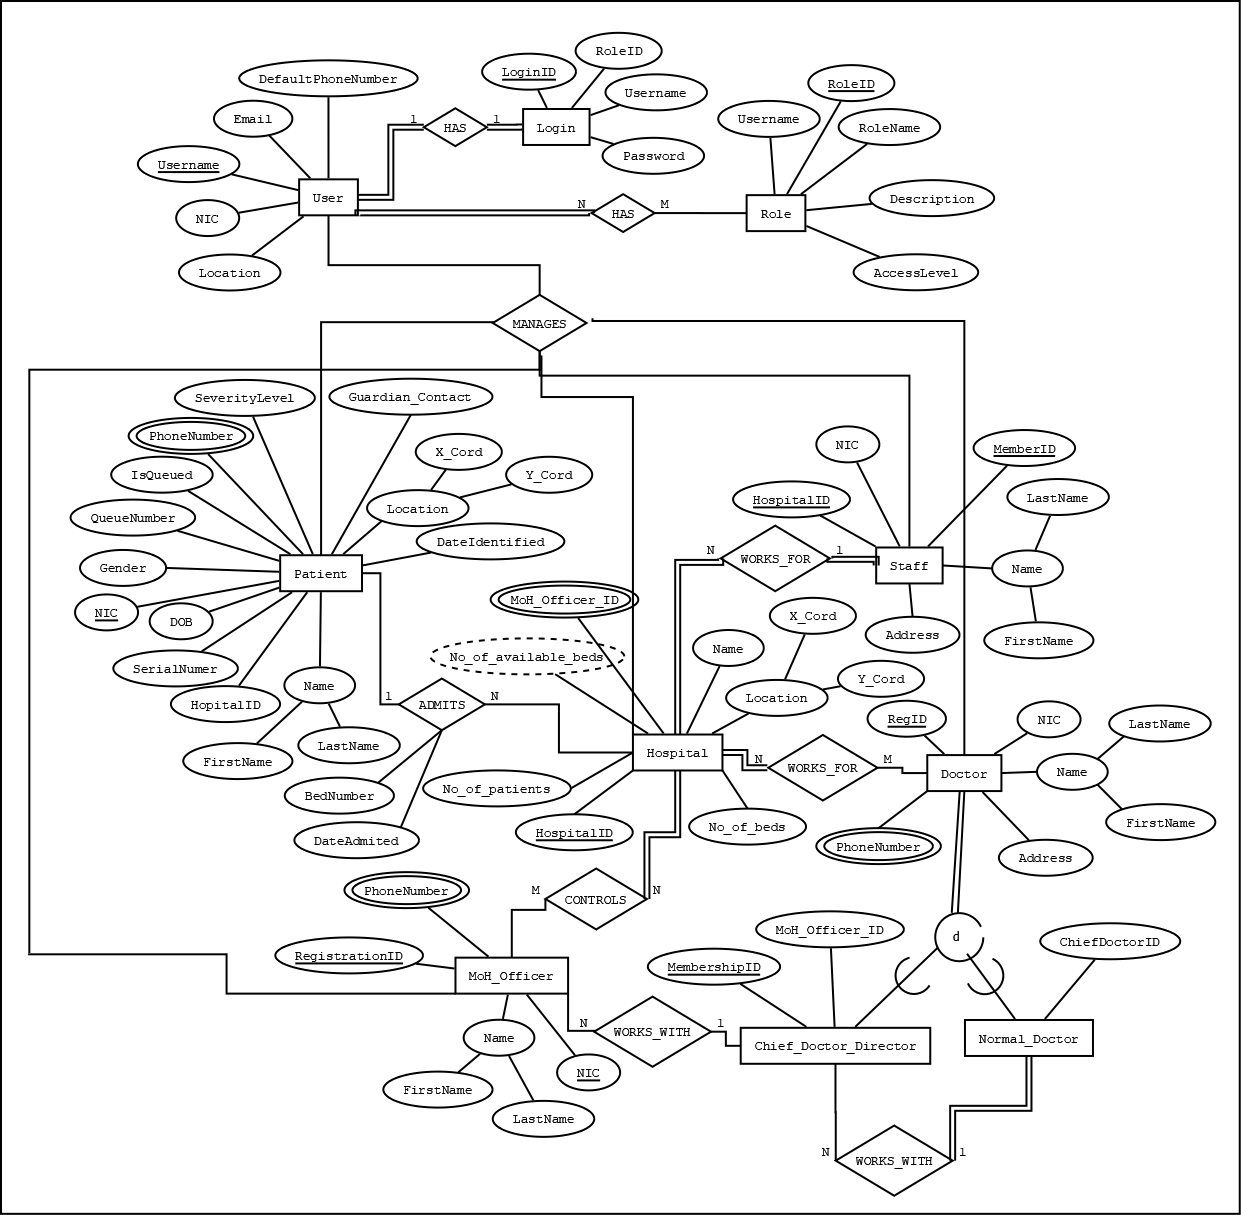 RoleID
LoginID
DefaultPhoneNumber
RoleID
Username
Email
Username
RoleName
1
HAS
1
Login
Password
Username
User
Description
NIC
N
HAS
M
Role
Location
AccessLevel
MANAGES
SeverityLevel
Guardian_Contact
PhoneNumber
X_Cord
NIC
MemberID
IsQueued
Y_Cord
HospitalID
LastName
QueueNumber
Location
DateIdentified
N
WORKS_FOR
1
Staff
Gender
Patient
Name
NIC
DOB
MoH_Officer_ID
X_Cord
Address
FirstName
No_of_available_beds
Name
SerialNumer
Name
Location
Y_Cord
HopitalID
1
ADMITS
N
RegID
NIC
LastName
LastName
Hospital
FirstName
N
WORKS_FOR
M
Doctor
Name
BedNumber
No_of_patients
No_of_beds
FirstName
HospitalID
DateAdmited
PhoneNumber
Address
PhoneNumber
M
CONTROLS
N
MoH_Officer_ID
d
ChiefDoctorID
RegistrationID
MembershipID
MoH_Officer
N
WORKS_WITH
1
Chief_Doctor_Director
Normal_Doctor
Name
NIC
FirstName
LastName
N
WORKS_WITH
1